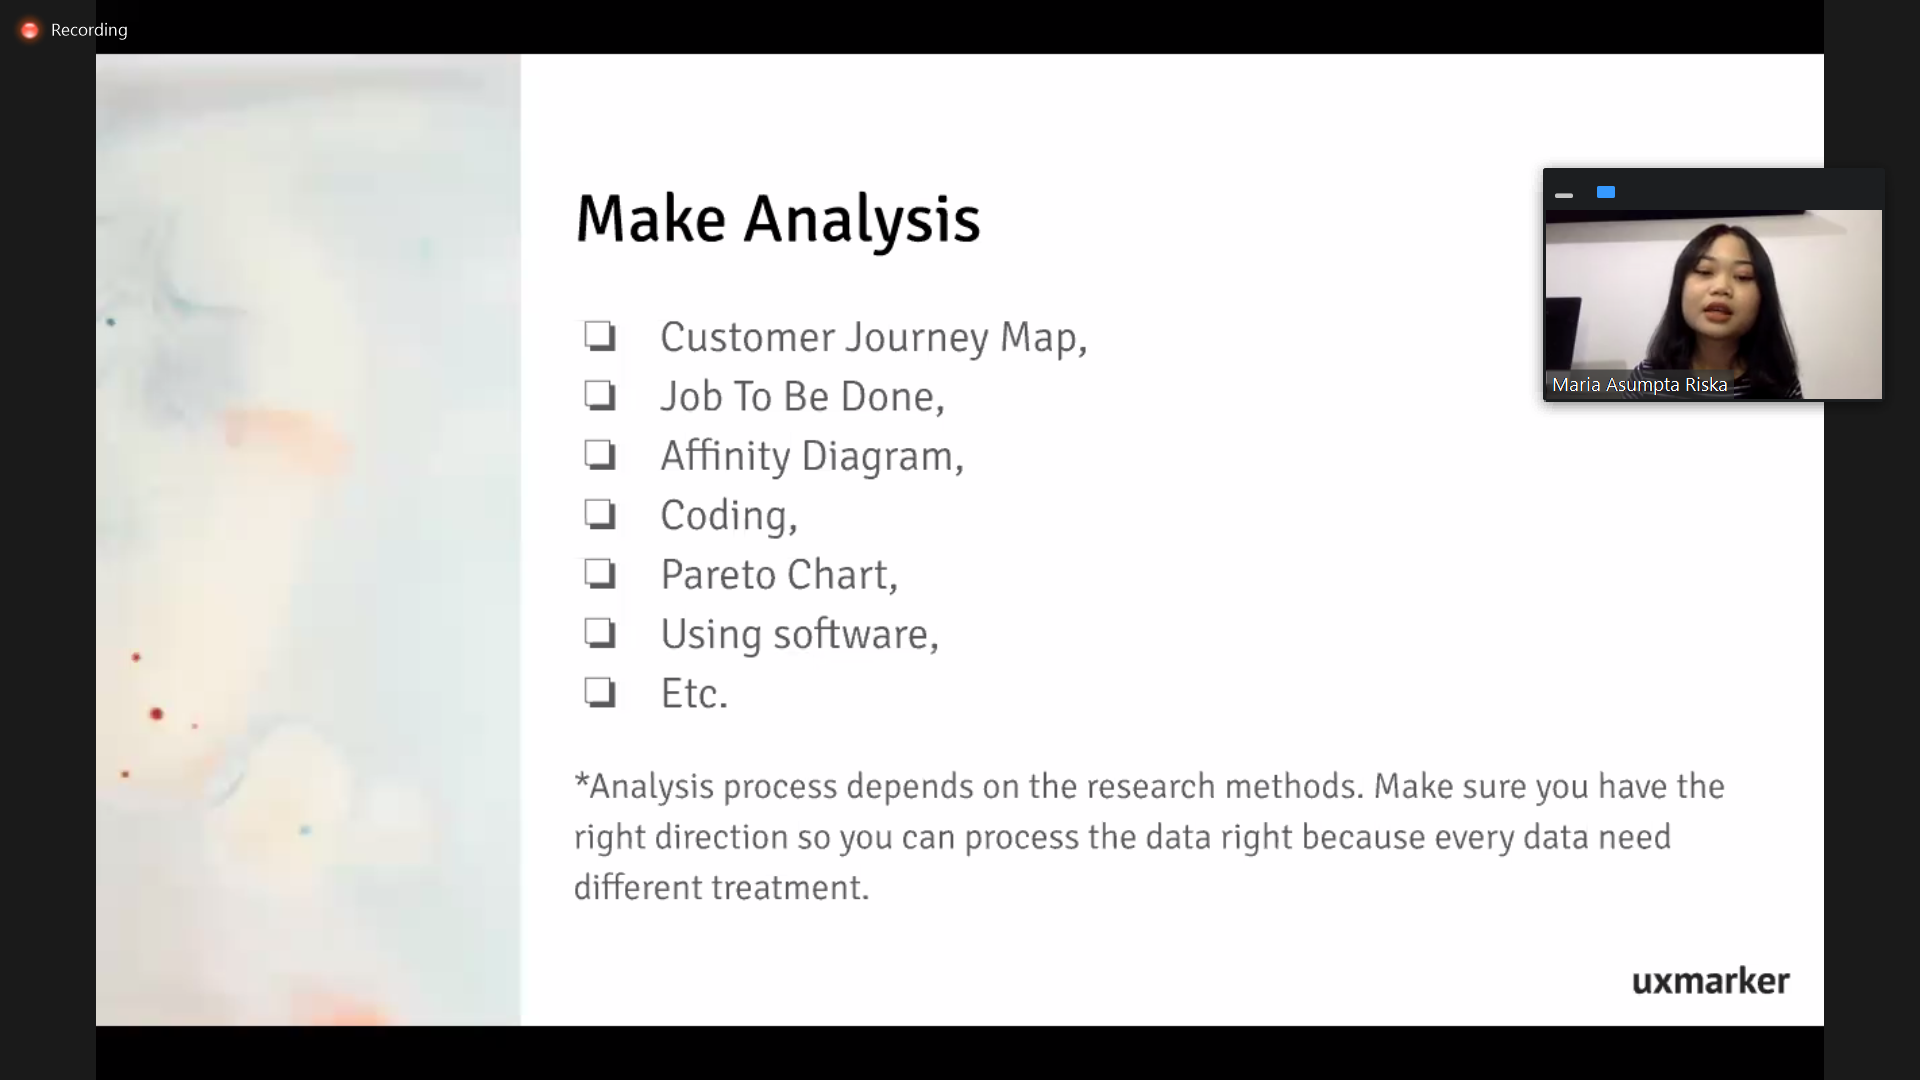 Recording
Make Analysis
Customer Journey Map,
Job To Be Done,
Affinity Diagram,
Coding,
Pareto Chart,
Using software,
Etc.
*Analysis process depends on the research methods. Make sure you have the
right direction so you can process the data right because every data need
different treatment.
Maria Asumpta Riska
uxmarker